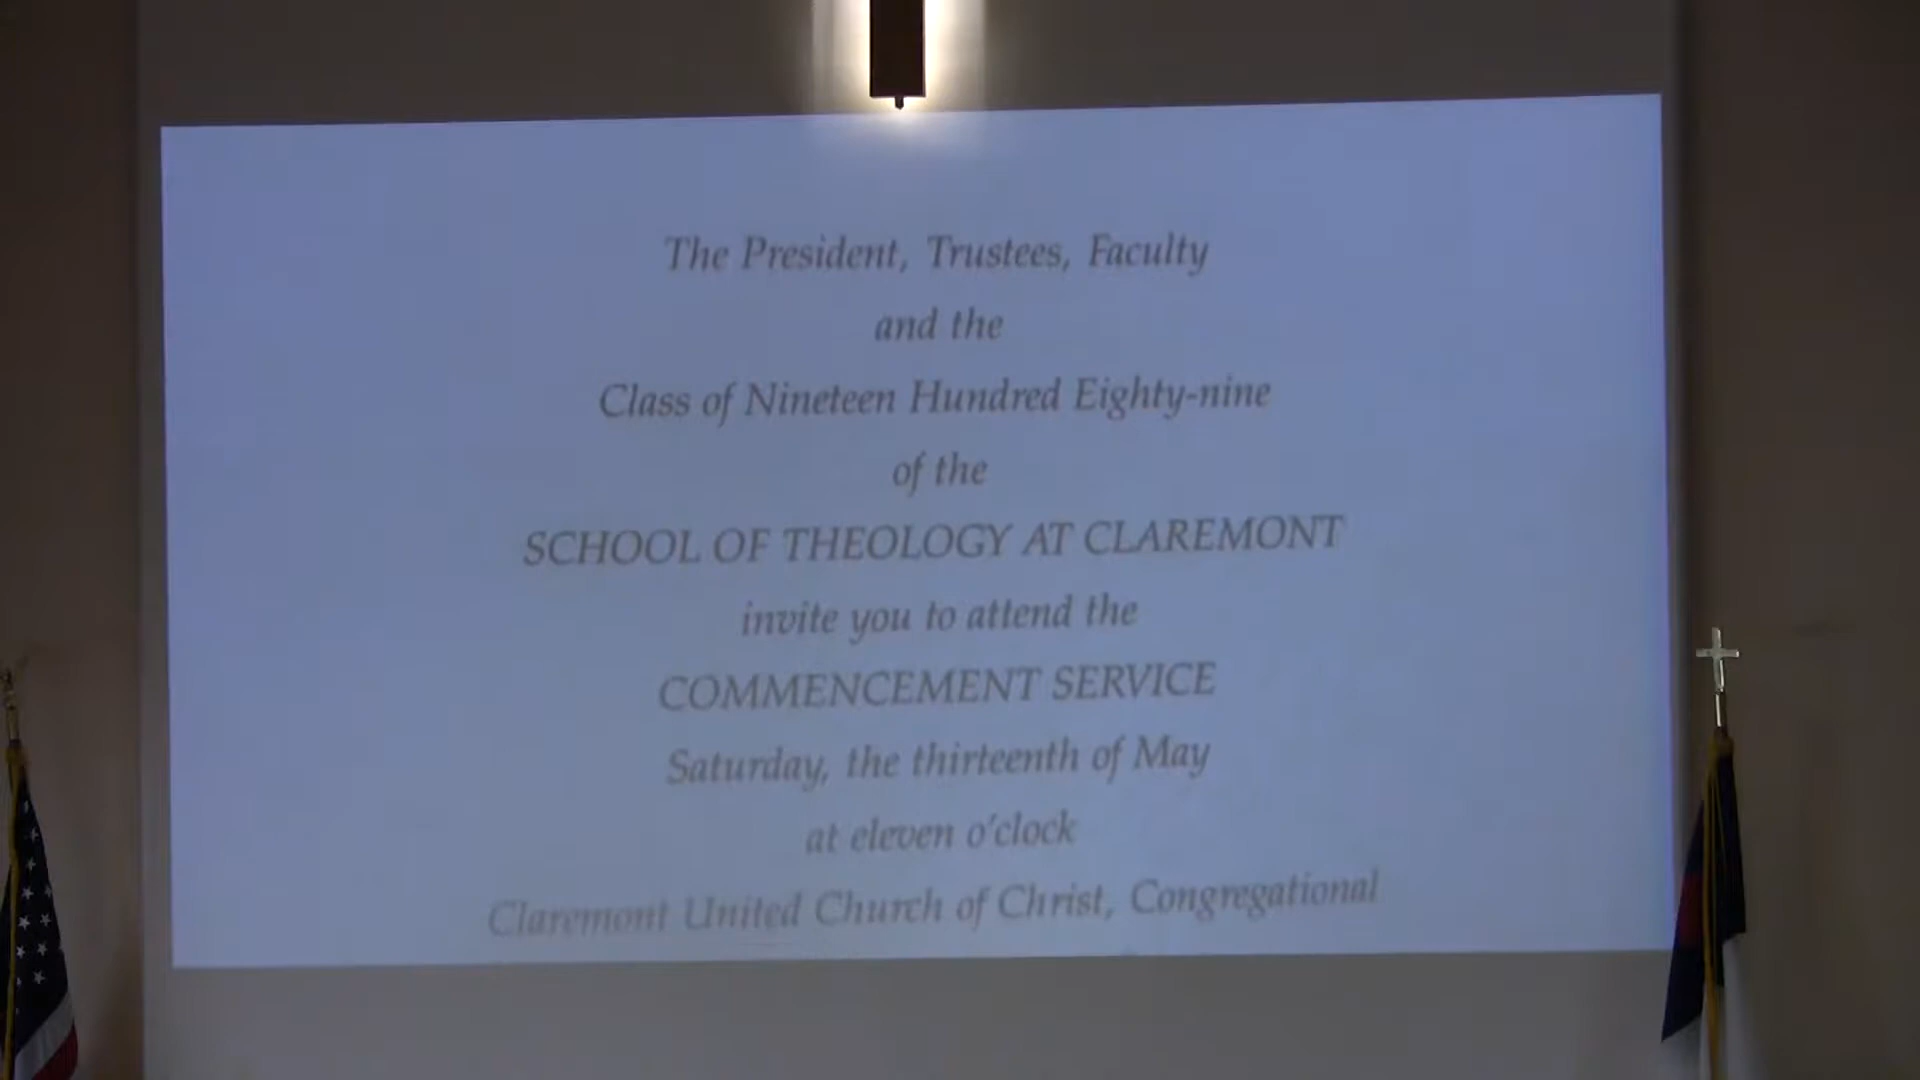 The President, Trustees, Faculty
and the
Class of Nineteen Hundred Eighty-nine
of the
SCHOOL OF THEOLOGY AT CLAREMONT
invite you to attend the
COMMENCEMENT SERVICE
Saturday, the thirteenth of May
at eleven o'clock
Claremont United Church of Christ, Congregational